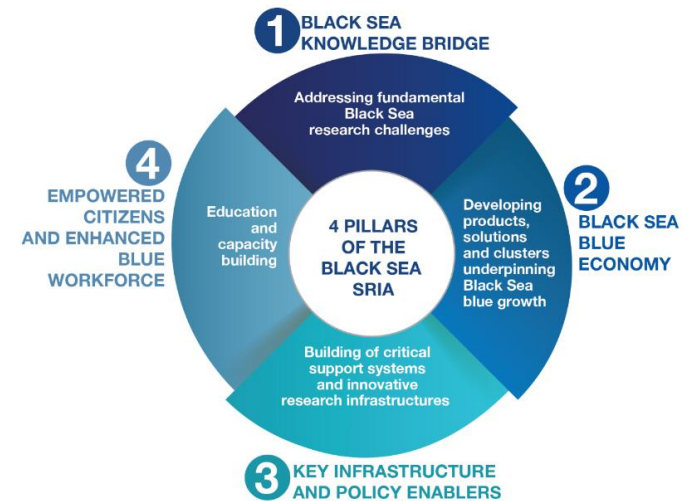 1 BLACK SEA
KNOWLEDGE BRIDGE
Addressing fundamental
Black Sea
research challenges
2
BLACK SEA
BLUE
ECONOMY
Developing
products,
solutions
and clusters
underpinning
Black Sea
blue growth
4 PILLARS
OF THE
BLACK SEA
SRIA
Building of critical
support systems
and innovative
research infrastructures
3 KEY INFRASTRUCTURE
AND POLICY ENABLERS
4
EMPOWERED
CITIZENS
AND ENHANCED
BLUE
WORKFORCE
Education
and
capacity
building